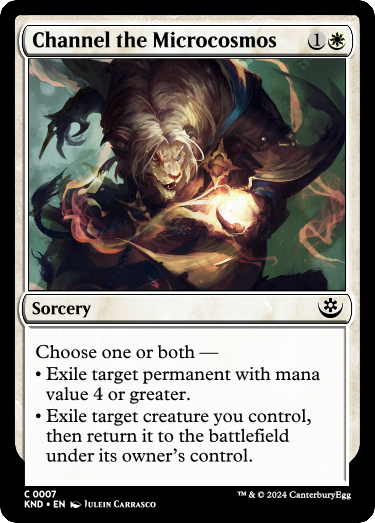 Channel the Microcosmos 1
Sorcery
Choose one or both —
• Exile target permanent with mana
value 4 or greater.
• Exile target creature you control,
then return it to the battlefield
under its owner's control.
C 0007
KND • EN Julein Carrasco
™ & © 2024 CanterburyEgg